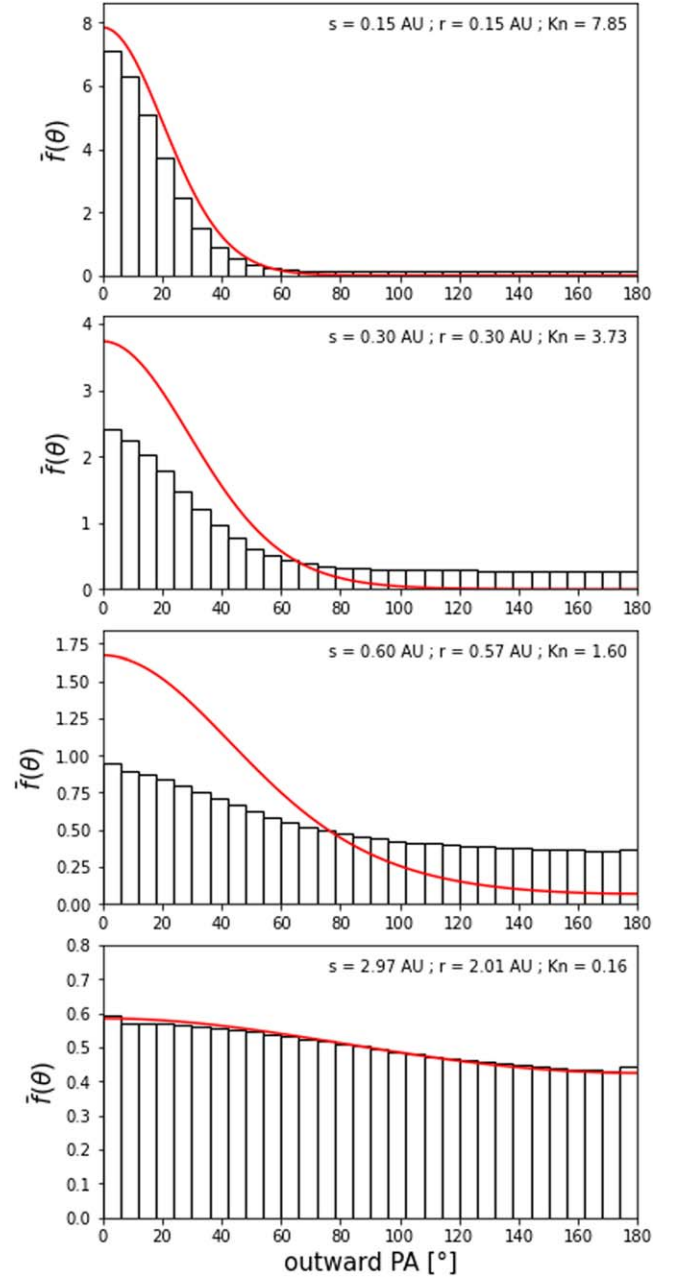 s = 0.15 AU ; r = 0.15 AU ; Kn = 7.85
f̄(θ)
8
6
4
2
0
0 20 40 60 80 100 120 140 160 180
s = 0.30 AU ; r = 0.30 AU ; Kn = 3.73
f̄(θ)
4
3
2
1
0
0 20 40 60 80 100 120 140 160 180
s = 0.60 AU ; r = 0.57 AU ; Kn = 1.60
f̄(θ)
1.75
1.50
1.25
1.00
0.75
0.50
0.25
0.00
0 20 40 60 80 100 120 140 160 180
s = 2.97 AU ; r = 2.01 AU ; Kn = 0.16
f̄(θ)
0.8
0.7
0.6
0.5
0.4
0.3
0.2
0.1
0.0
0 20 40 60 80 100 120 140 160 180
outward PA [°]